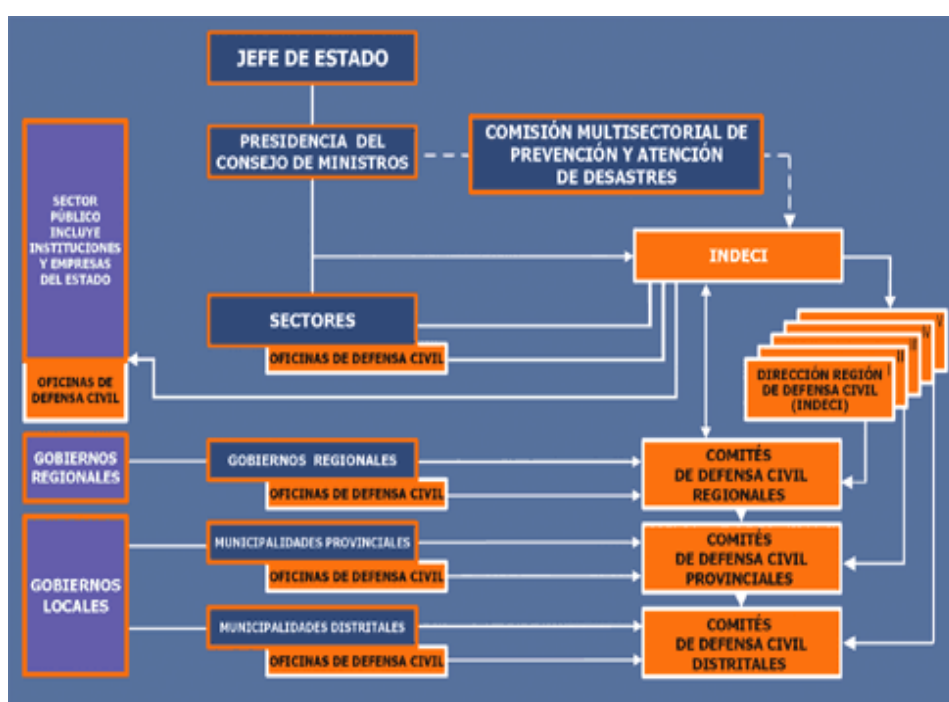 JEFE DE ESTADO
PRESIDENCIA DEL
CONSEJO DE MINISTROS
COMISIÓN MULTISECTORIAL DE
PREVENCIÓN Y ATENCIÓN
DE DESASTRES
SECTOR
PÚBLICO
INCLUYE
INSTITUCIONES
Y EMPRESAS
DEL ESTADO
OFICINAS DE
DEFENSA CIVIL
INDECI
SECTORES
OFICINAS DE DEFENSA CIVIL
V
IV
III
II
I
DIRECCIÓN REGIÓN
DE DEFENSA CIVIL
(INDECI)
GOBIERNOS
REGIONALES
GOBIERNOS REGIONALES
OFICINAS DE DEFENSA CIVIL
COMITÉS
DE DEFENSA CIVIL
REGIONALES
GOBIERNOS
LOCALES
MUNICIPALIDADES PROVINCIALES
OFICINAS DE DEFENSA CIVIL
COMITÉS
DE DEFENSA CIVIL
PROVINCIALES
MUNICIPALIDADES DISTRITALES
OFICINAS DE DEFENSA CIVIL
COMITÉS
DE DEFENSA CIVIL
DISTRITALES